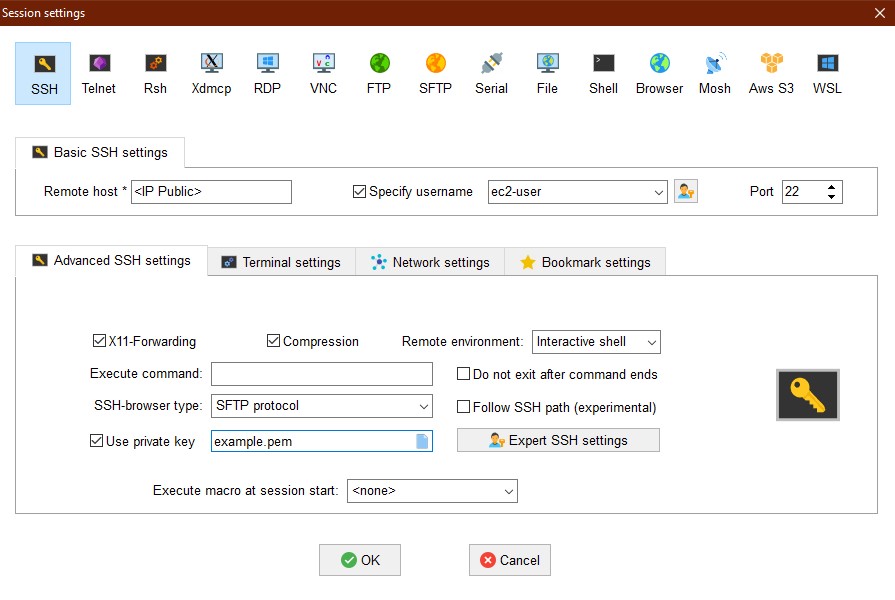 Session settings
SSH Telnet Rsh Xdmcp RDP VNC FTP SFTP Serial File Shell Browser Mosh Aws S3 WSL
Basic SSH settings
Remote host * <IP Public> Specify username ec2-user Port 22
Advanced SSH settings Terminal settings Network settings Bookmark settings
X11-Forwarding Compression Remote environment: Interactive shell
Execute command: Do not exit after command ends
SSH-browser type: SFTP protocol Follow SSH path (experimental)
Use private key example.pem Expert SSH settings
Execute macro at session start: <none>
OK Cancel